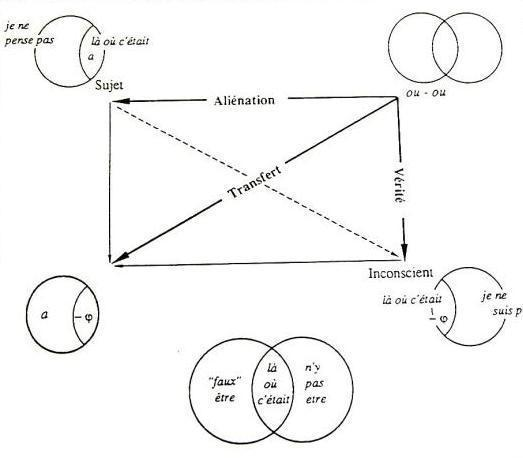 je ne
pense pas
là où c'était
a
Sujet
ou - ou
Aliénation
Transfert
Vérité
Inconscient
là où c'était
- φ
je ne
suis p
a
- φ
"faux"
être
là
où
c'était
n'y
pas
etre